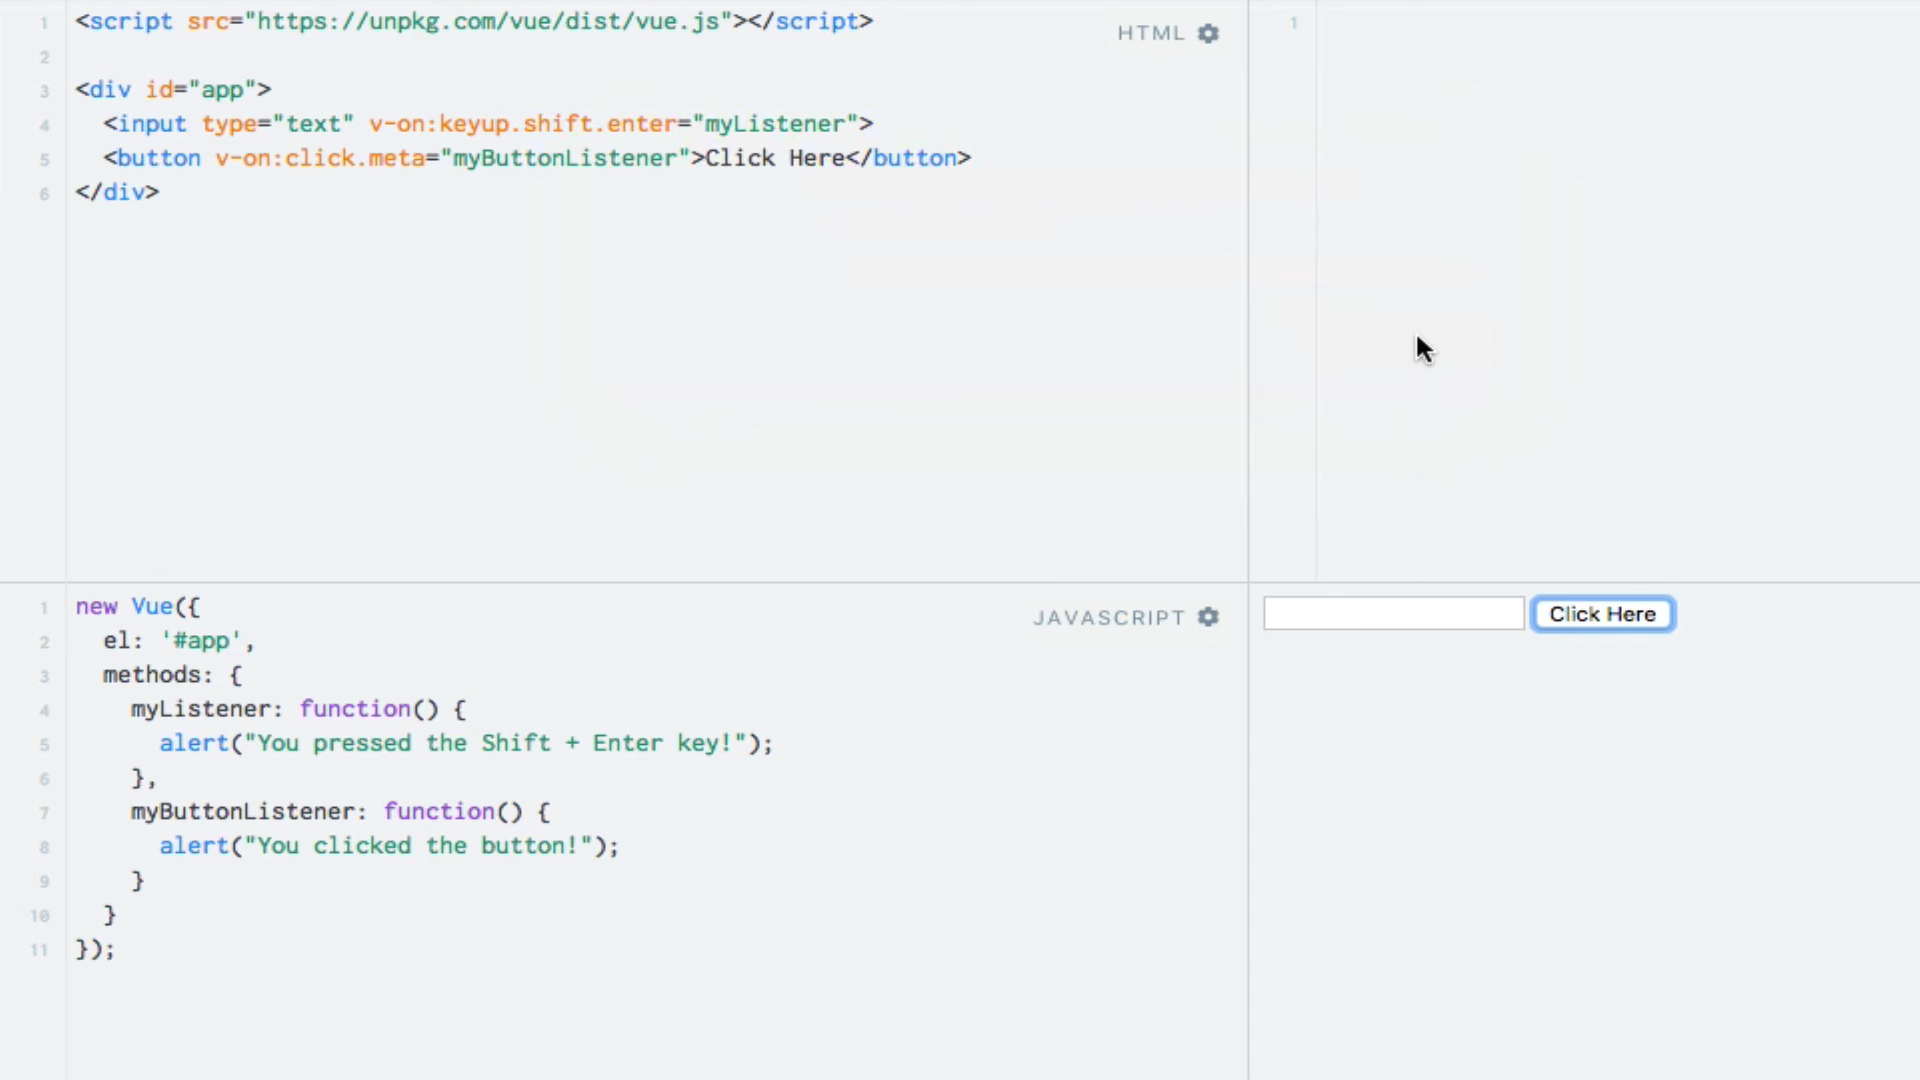 1 <script src="https://unpkg.com/vue/dist/vue.js"></script>
2
3 <div id="app">
4   <input type="text" v-on:keyup.shift.enter="myListener">
5   <button v-on:click.meta="myButtonListener">Click Here</button>
6 </div>
HTML
1
1 new Vue({
2   el: '#app',
3   methods: {
4     myListener: function() {
5       alert("You pressed the Shift + Enter key!");
6     },
7     myButtonListener: function() {
8       alert("You clicked the button!");
9     }
10   }
11 });
JAVASCRIPT
Click Here